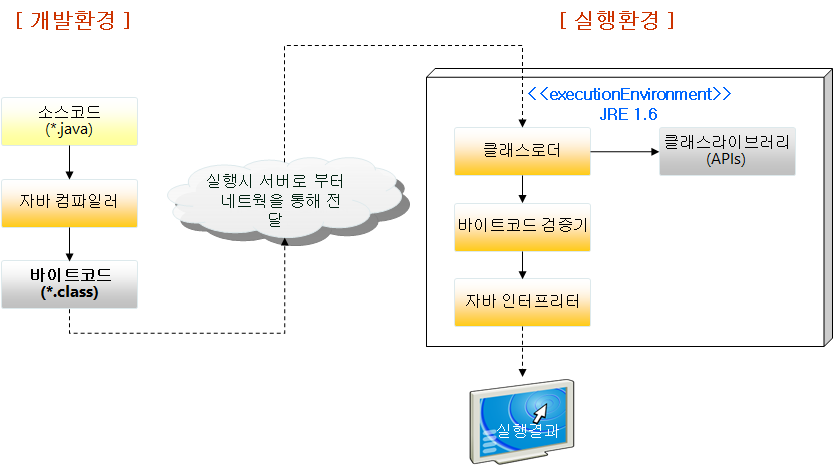 [ 개발환경 ]
[ 실행환경 ]
소스코드
(*.java)
자바 컴파일러
바이트코드
(*.class)
실행시 서버로 부터
네트웍을 통해 전
달
<<executionEnvironment>>
JRE 1.6
클래스로더
클래스라이브러리
(APIs)
바이트코드 검증기
자바 인터프리터
실행결과